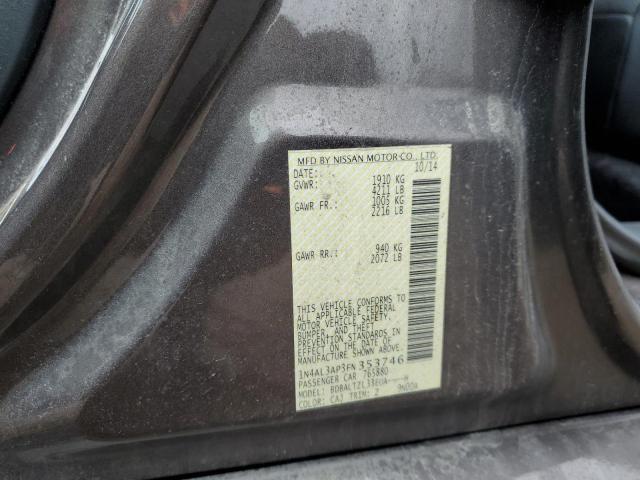 MFD BY NISSAN MOTOR CO., LTD.
DATE: 10/14
GVWR: 1910 KG
4211 LB
GAWR FR.: 1005 KG
2216 LB
GAWR RR.: 940 KG
2072 LB
THIS VEHICLE CONFORMS TO
ALL APPLICABLE FEDERAL
MOTOR VEHICLE SAFETY,
BUMPER, AND THEFT
PREVENTION STANDARDS IN
EFFECT ON THE DATE OF
MANUFACTURE SHOWN ABOVE.
1N4AL3AP3FN353746
PASSENGER CAR 765880
MODEL:
COLOR: CAJ TRIM: 2